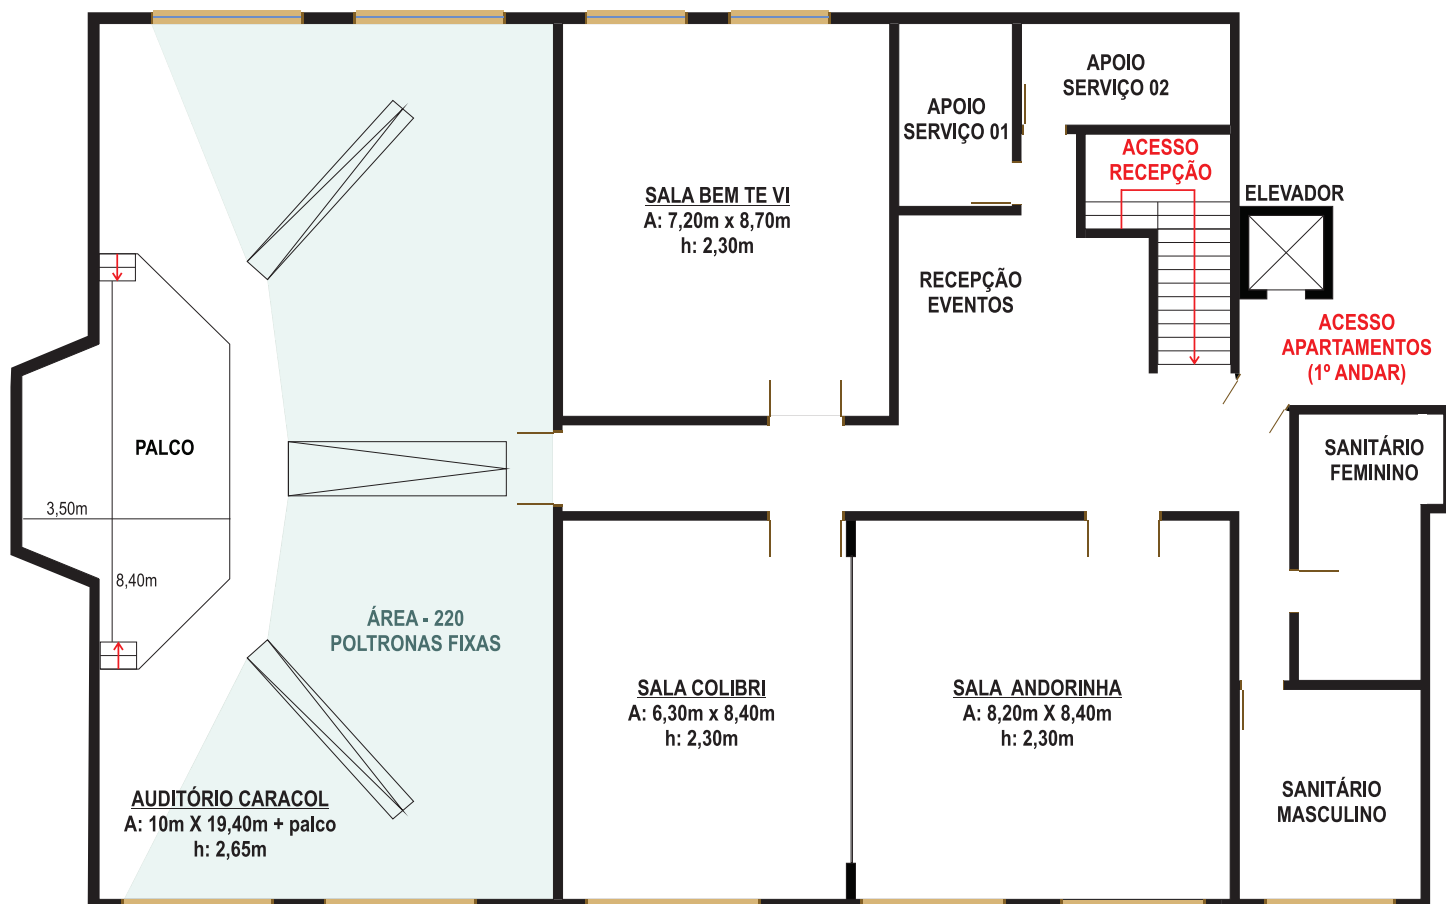 APOIO
SERVIÇO 02
APOIO
SERVIÇO 01
ACESSO
RECEPÇÃO
ELEVADOR
SALA BEM TE VI
A: 7,20m x 8,70m
h: 2,30m
RECEPÇÃO
EVENTOS
ACESSO
APARTAMENTOS
(1º ANDAR)
PALCO
3,50m
8,40m
SANITÁRIO
FEMININO
ÁREA - 220
POLTRONAS FIXAS
SALA COLIBRI
A: 6,30m x 8,40m
h: 2,30m
SALA ANDORINHA
A: 8,20m X 8,40m
h: 2,30m
AUDITÓRIO CARACOL
A: 10m X 19,40m + palco
h: 2,65m
SANITÁRIO
MASCULINO